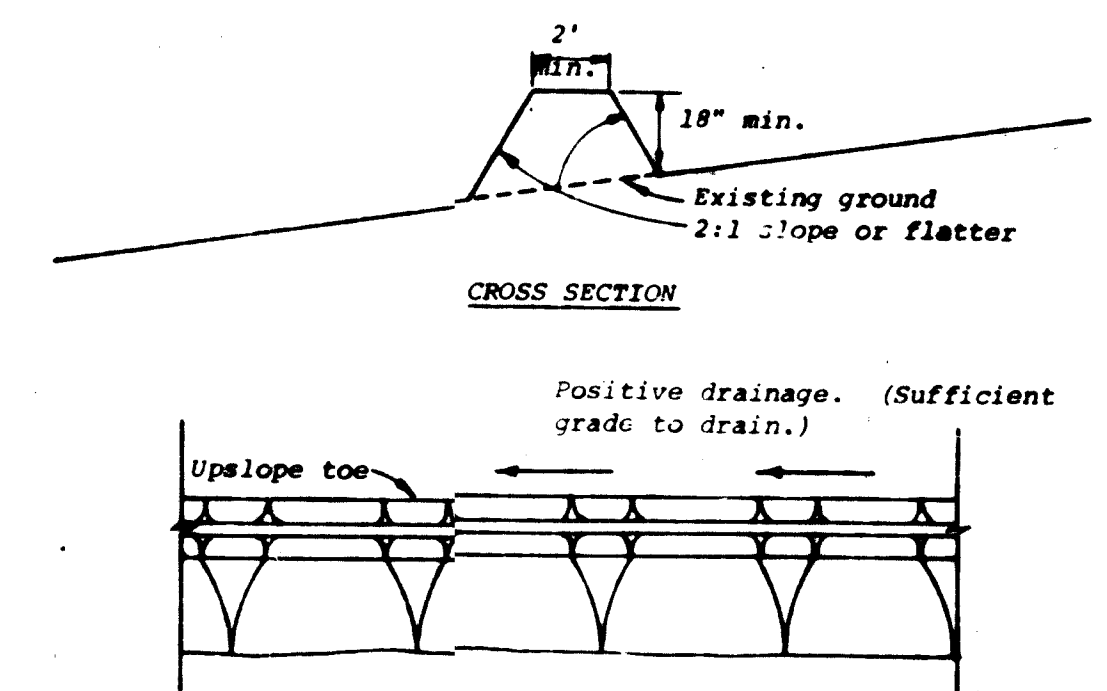 2'
min.
18" min.
Existing ground
2:1 slope or flatter
CROSS SECTION
Positive drainage. (Sufficient
grade to drain.)
Upslope toe